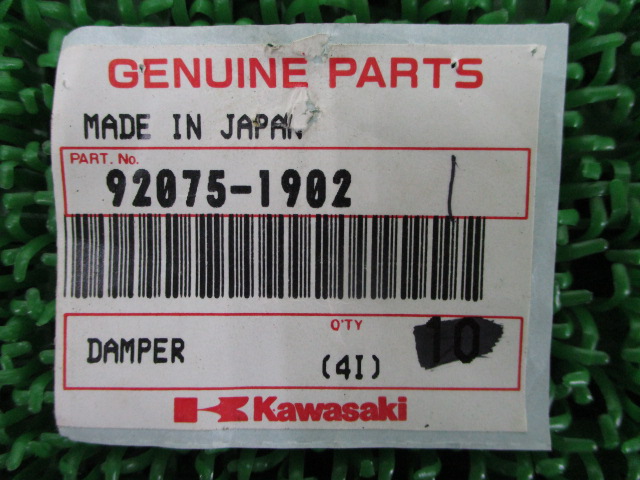 GENUINE PARTS
MADE IN JAPAN
PART. No.
92075-1902
Q'TY
DAMPER (4I) 10
Kawasaki